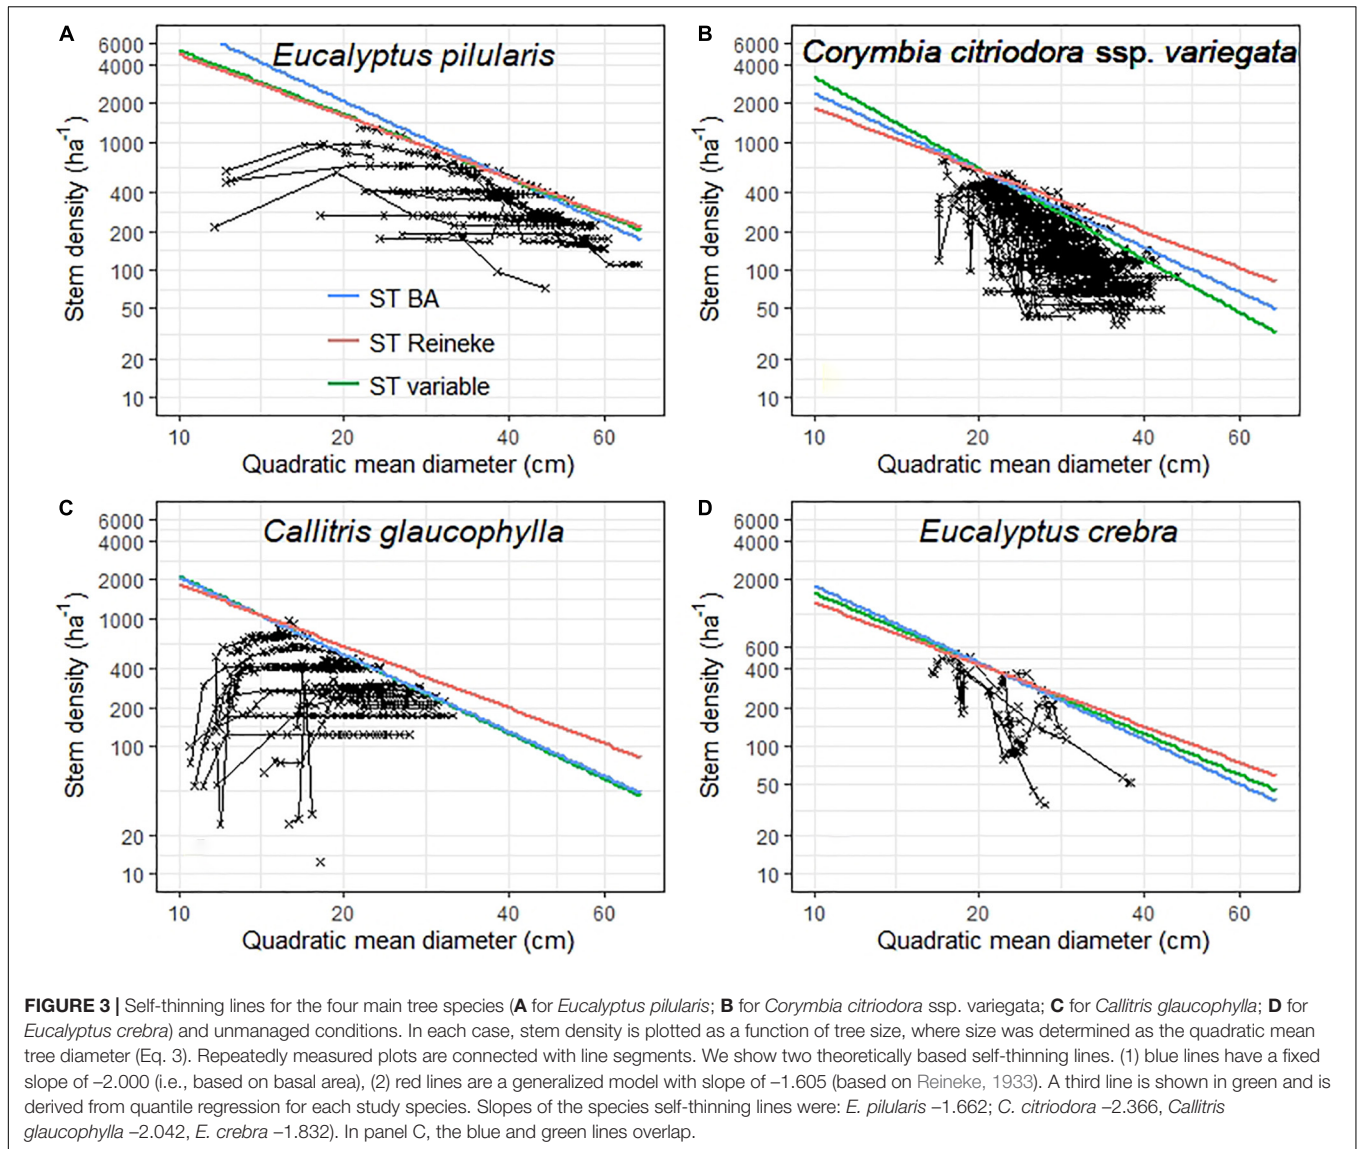 A
Eucalyptus pilularis
6000
4000
2000
1000
400
200
100
50
20
10
Stem density (ha-1)
ST BA
ST Reineke
ST variable
10 20 40 60
Quadratic mean diameter (cm)
B
Corymbia citriodora ssp. variegata
6000
4000
2000
1000
400
200
100
50
20
10
Stem density (ha-1)
10 20 40 60
Quadratic mean diameter (cm)
C
Callitris glaucophylla
6000
4000
2000
1000
400
200
100
20
10
Stem density (ha-1)
10 20 40 60
Quadratic mean diameter (cm)
D
Eucalyptus crebra
6000
4000
2000
600
400
200
100
50
20
10
Stem density (ha-1)
10 20 40 60
Quadratic mean diameter (cm)
FIGURE 3 | Self-thinning lines for the four main tree species (A for Eucalyptus pilularis; B for Corymbia citriodora ssp. variegata; C for Callitris glaucophylla; D for
Eucalyptus crebra) and unmanaged conditions. In each case, stem density is plotted as a function of tree size, where size was determined as the quadratic mean
tree diameter (Eq. 3). Repeatedly measured plots are connected with line segments. We show two theoretically based self-thinning lines. (1) blue lines have a fixed
slope of –2.000 (i.e., based on basal area), (2) red lines are a generalized model with slope of –1.605 (based on Reineke, 1933). A third line is shown in green and is
derived from quantile regression for each study species. Slopes of the species self-thinning lines were: E. pilularis –1.662; C. citriodora –2.366, Callitris
glaucophylla –2.042, E. crebra –1.832). In panel C, the blue and green lines overlap.